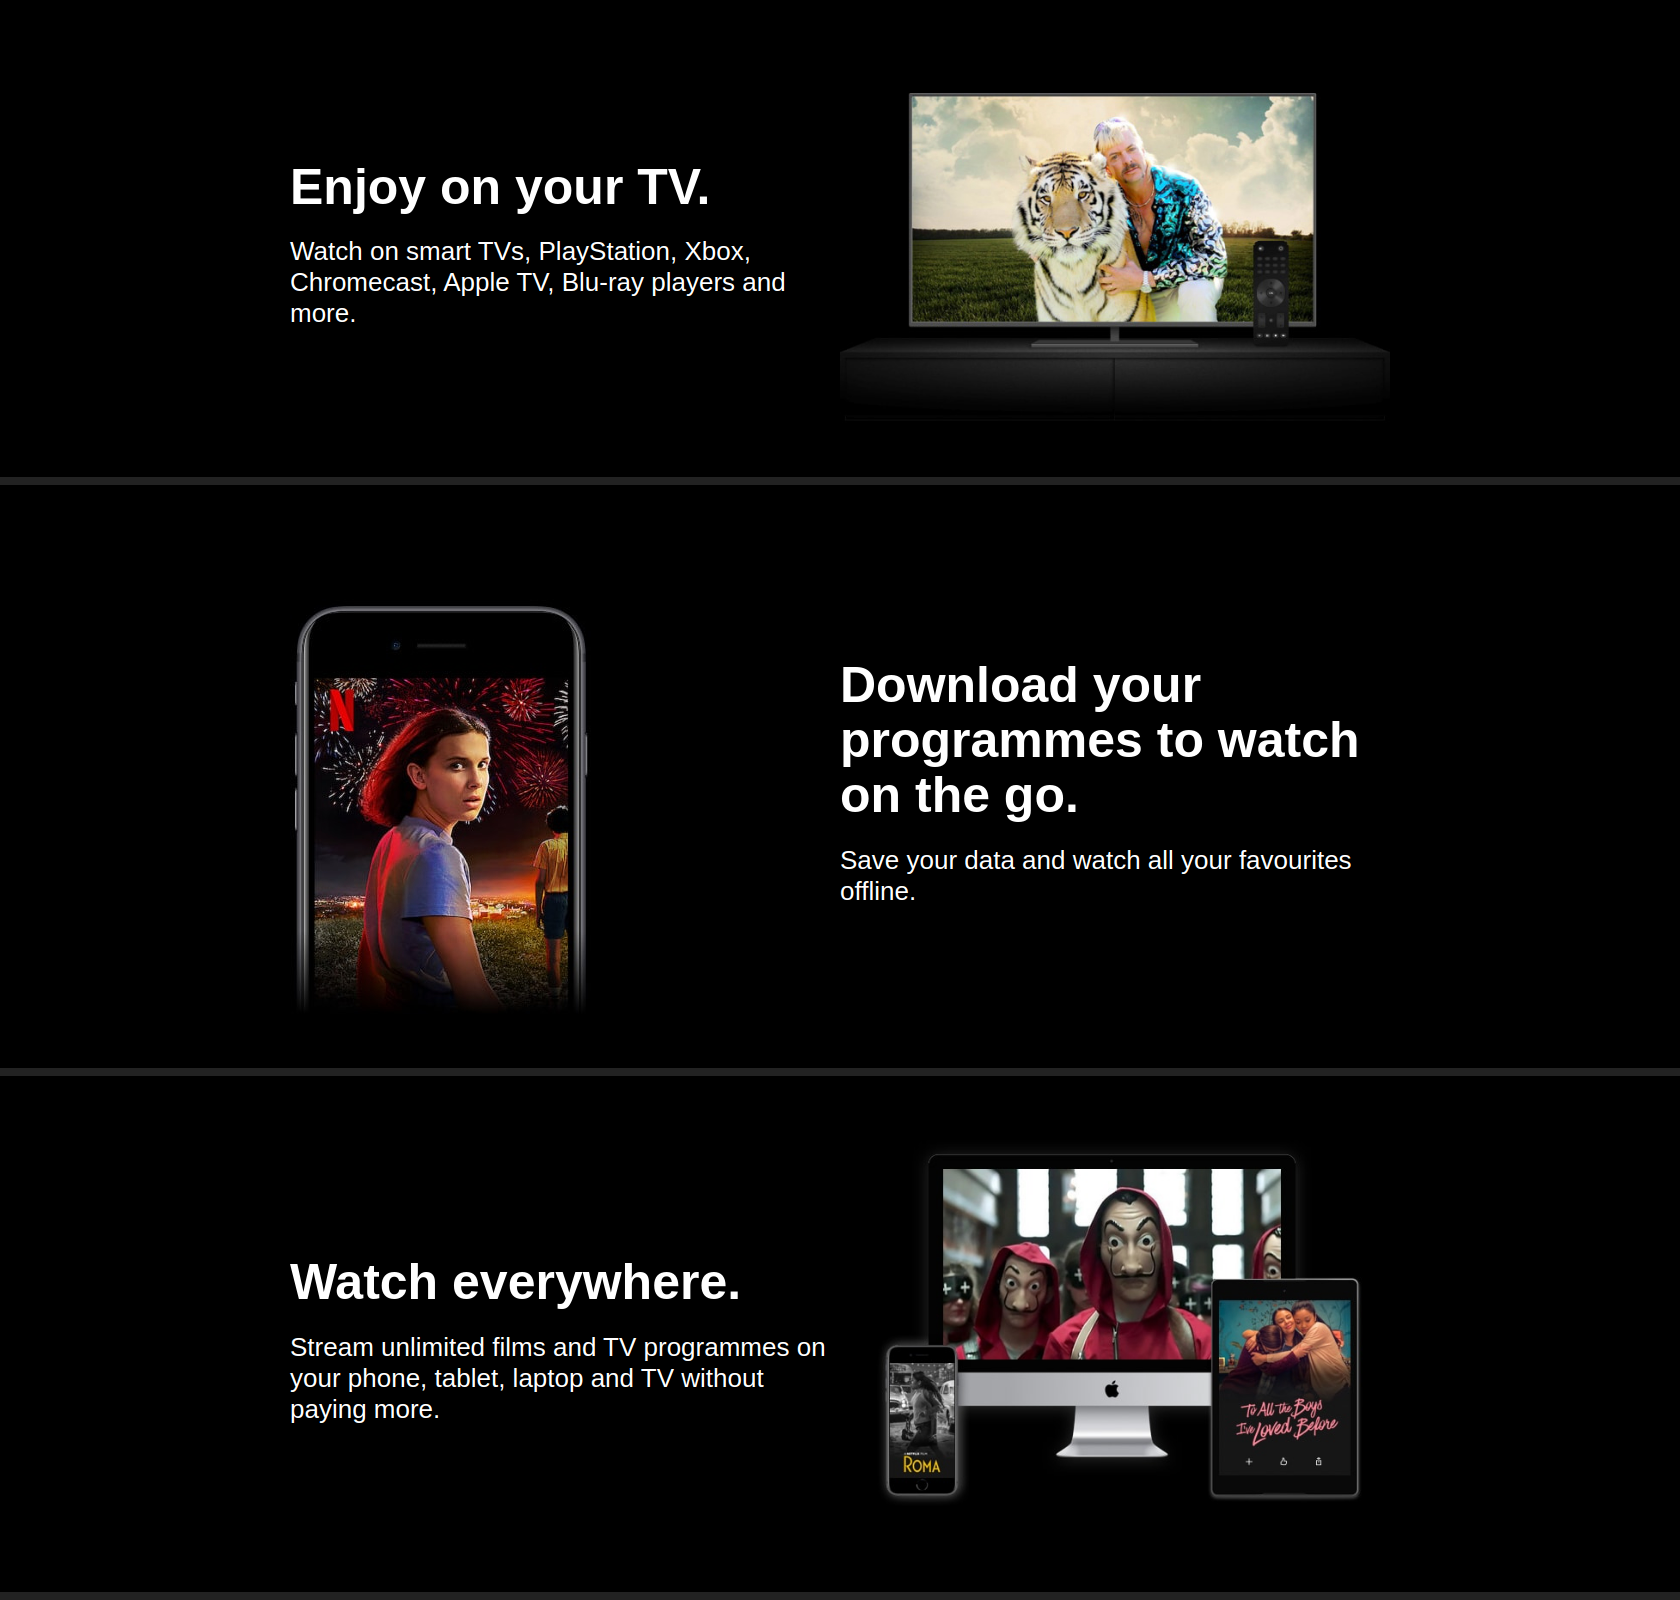 Enjoy on your TV.
Watch on smart TVs, PlayStation, Xbox,
Chromecast, Apple TV, Blu-ray players and
more.
N
Download your
programmes to watch
on the go.
Save your data and watch all your favourites
offline.
Watch everywhere.
Stream unlimited films and TV programmes on
your phone, tablet, laptop and TV without
paying more.
ROMA
To All the Boys
I've Loved Before